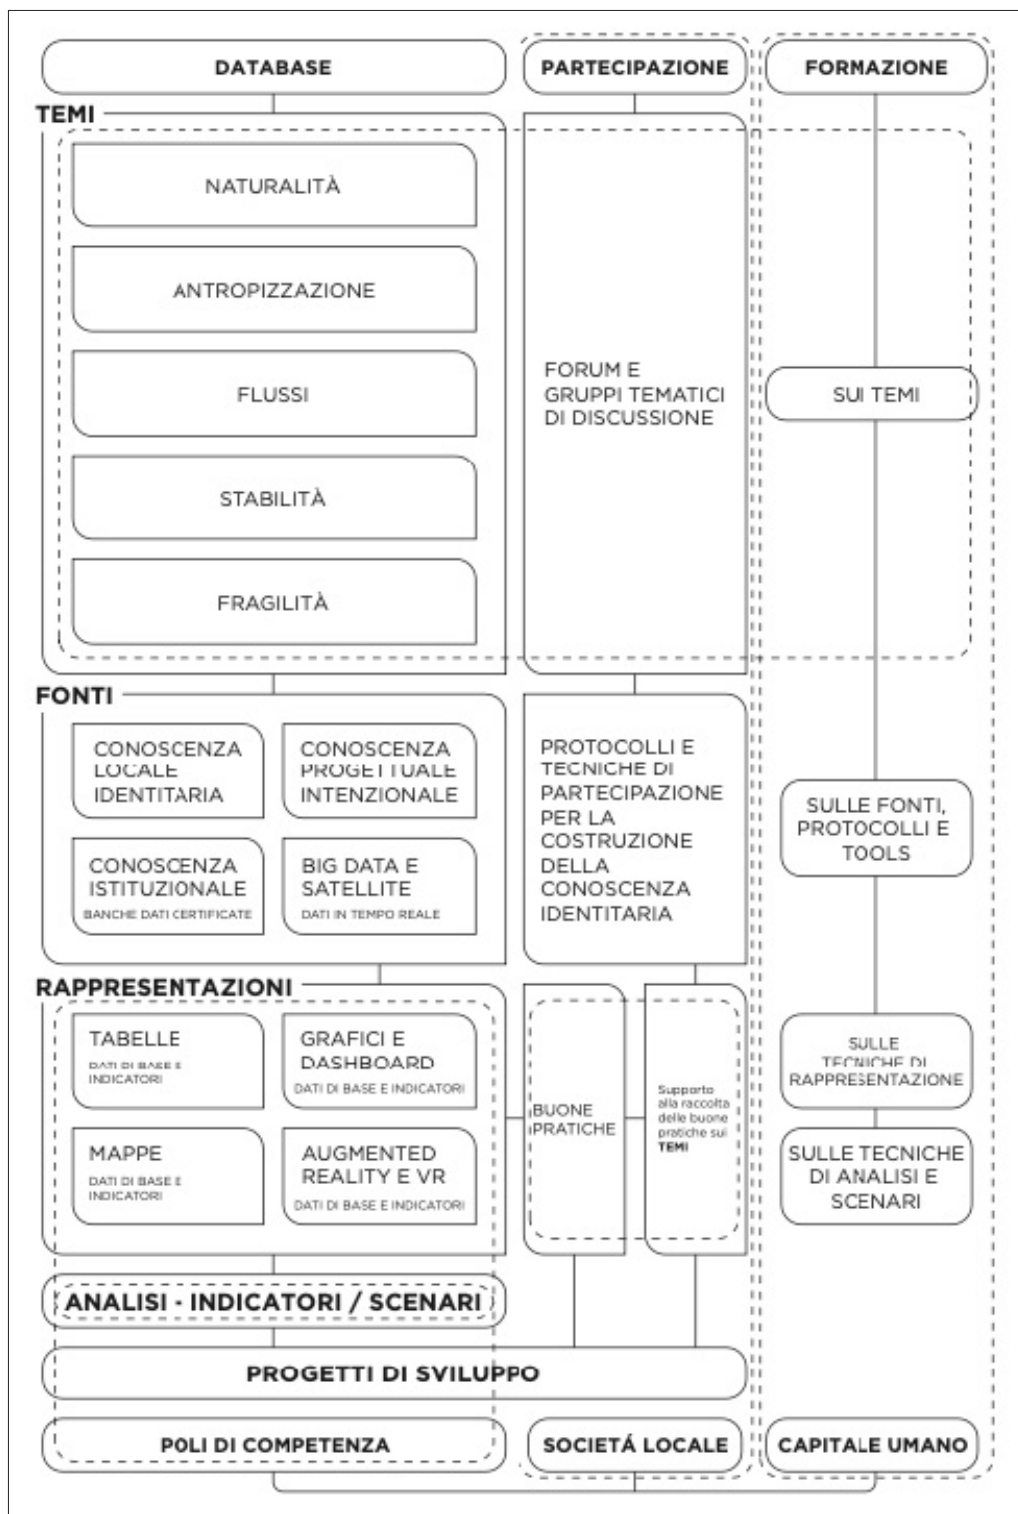 DATABASE
PARTECIPAZIONE
FORMAZIONE
TEMI
NATURALITÀ
ANTROPIZZAZIONE
FLUSSI
STABILITÀ
FRAGILITÀ
FORUM E
GRUPPI TEMATICI
DI DISCUSSIONE
SUI TEMI
FONTI
CONOSCENZA
LOCALE
IDENTITARIA
CONOSCENZA
PROGETTUALE
INTENZIONALE
CONOSCENZA
ISTITUZIONALE
BANCHE DATI CERTIFICATE
BIG DATA E
SATELLITE
DATI IN TEMPO REALE
PROTOCOLLI E
TECNICHE DI
PARTECIPAZIONE
PER LA
COSTRUZIONE
DELLA
CONOSCENZA
IDENTITARIA
SULLE FONTI,
PROTOCOLLI E
TOOLS
RAPPRESENTAZIONI
TABELLE
DATI DI BASE E
INDICATORI
GRAFICI E
DASHBOARD
DATI DI BASE E INDICATORI
MAPPE
DATI DI BASE E
INDICATORI
AUGMENTED
REALITY E VR
DATI DI BASE E INDICATORI
BUONE
PRATICHE
Supporto
alla raccolta
delle buone
pratiche sui
TEMI
SULLE
TECNICHE DI
RAPPRESENTAZIONE
SULLE TECNICHE
DI ANALISI E
SCENARI
ANALISI - INDICATORI / SCENARI
PROGETTI DI SVILUPPO
POLI DI COMPETENZA
SOCIETÁ LOCALE
CAPITALE UMANO